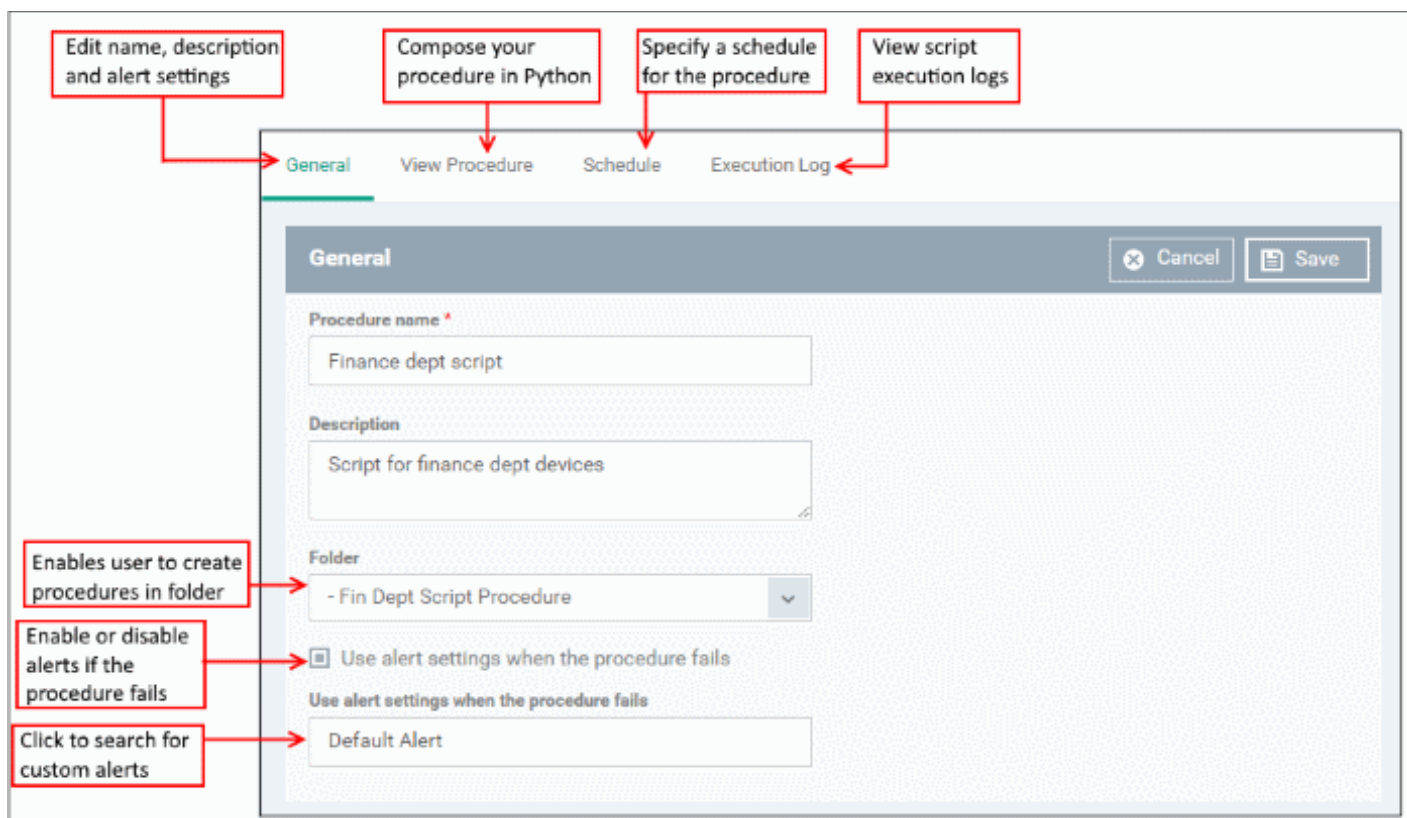 Edit name, description
and alert settings
Compose your
procedure in Python
Specify a schedule
for the procedure
View script
execution logs
General
View Procedure
Schedule
Execution Log
General
Cancel
Save
Procedure name *
Finance dept script
Description
Script for finance dept devices
Enables user to create
procedures in folder
Folder
- Fin Dept Script Procedure
Enable or disable
alerts if the
procedure fails
Use alert settings when the procedure fails
Use alert settings when the procedure fails
Click to search for
custom alerts
Default Alert